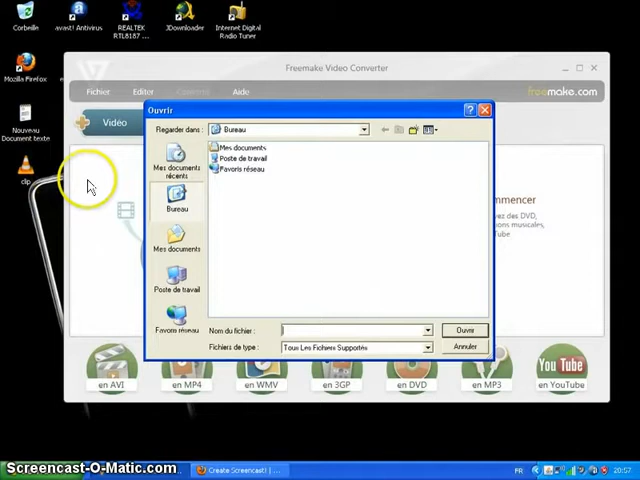 Corbeille
avast! Antivirus
REALTEK
RTL8187 ...
JDownloader
Internet Digital
Radio Tuner
Mozilla Firefox
Nouveau
Document texte
clip
Freemake Video Converter
Fichier
Editer
Aide
freemake.com
Vidéo
Ouvrir
Regarder dans :
Bureau
Mes documents
récents
Bureau
Mes documents
Poste de travail
Favoris réseau
Mes documents
Poste de travail
Favoris réseau
Nom du fichier :
Ouvrir
Fichiers de type :
Tous Les Fichiers Supportés
Annuler
mmencer
ez des DVD,
ons musicales,
Tube
en AVI
en MP4
en WMV
en 3GP
en DVD
en MP3
You Tube
en YouTube
Screencast-O-Matic.com
Create Screencast! | ...
FR
20:57